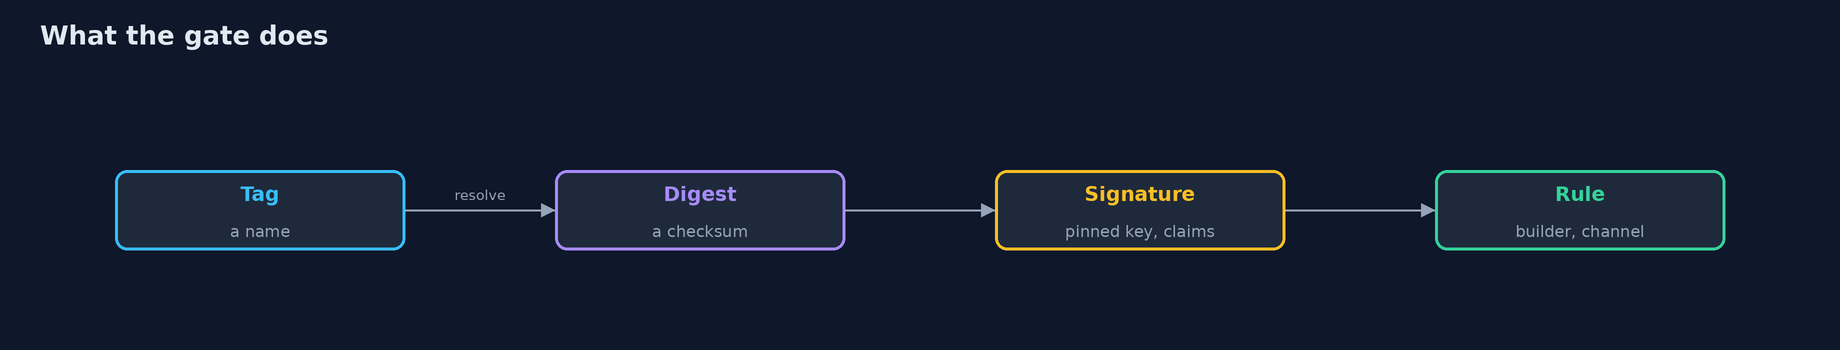 What the gate does
Tag
a name
resolve
Digest
a checksum
Signature
pinned key, claims
Rule
builder, channel